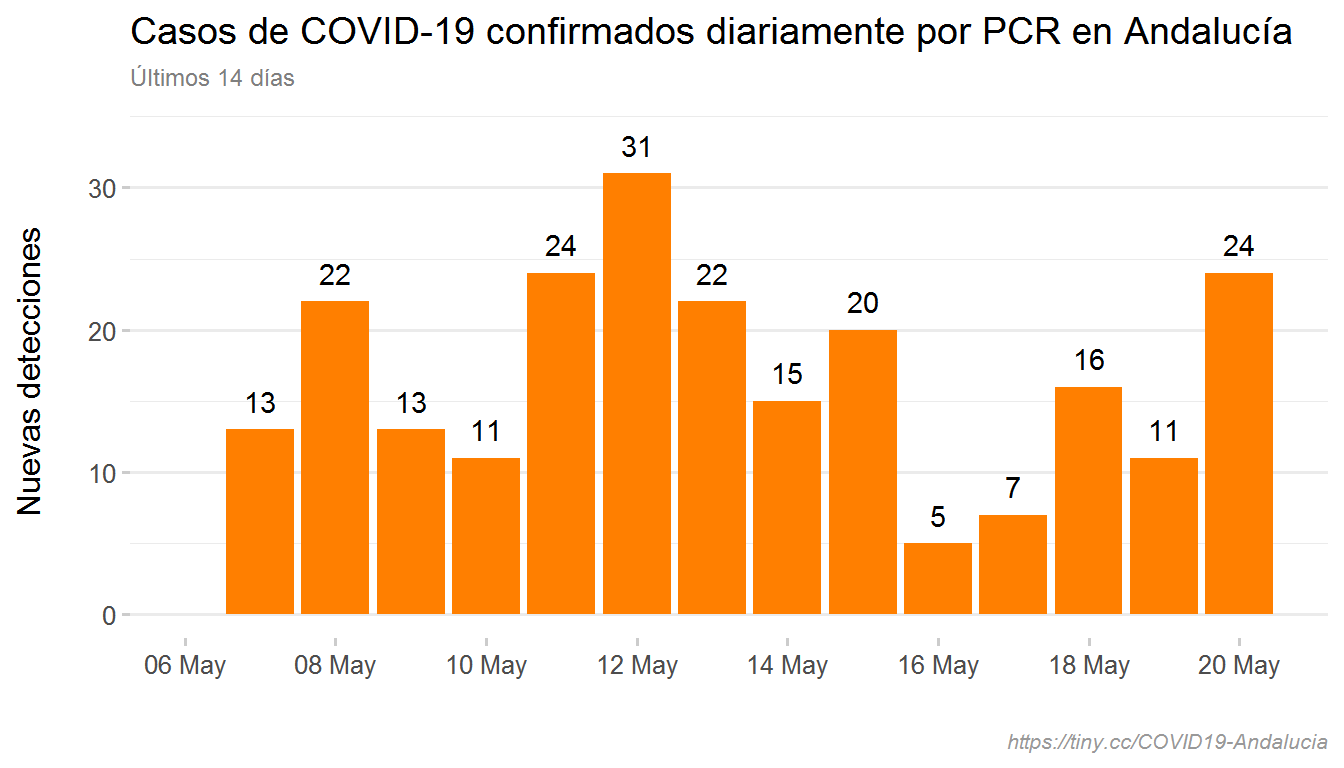 Casos de COVID-19 confirmados diariamente por PCR en Andalucía
Últimos 14 días
Nuevas detecciones
30
20
10
0
13
22
13
11
24
31
22
15
20
5
7
16
11
24
06 May
08 May
10 May
12 May
14 May
16 May
18 May
20 May
https://tiny.cc/COVID19-Andalucia